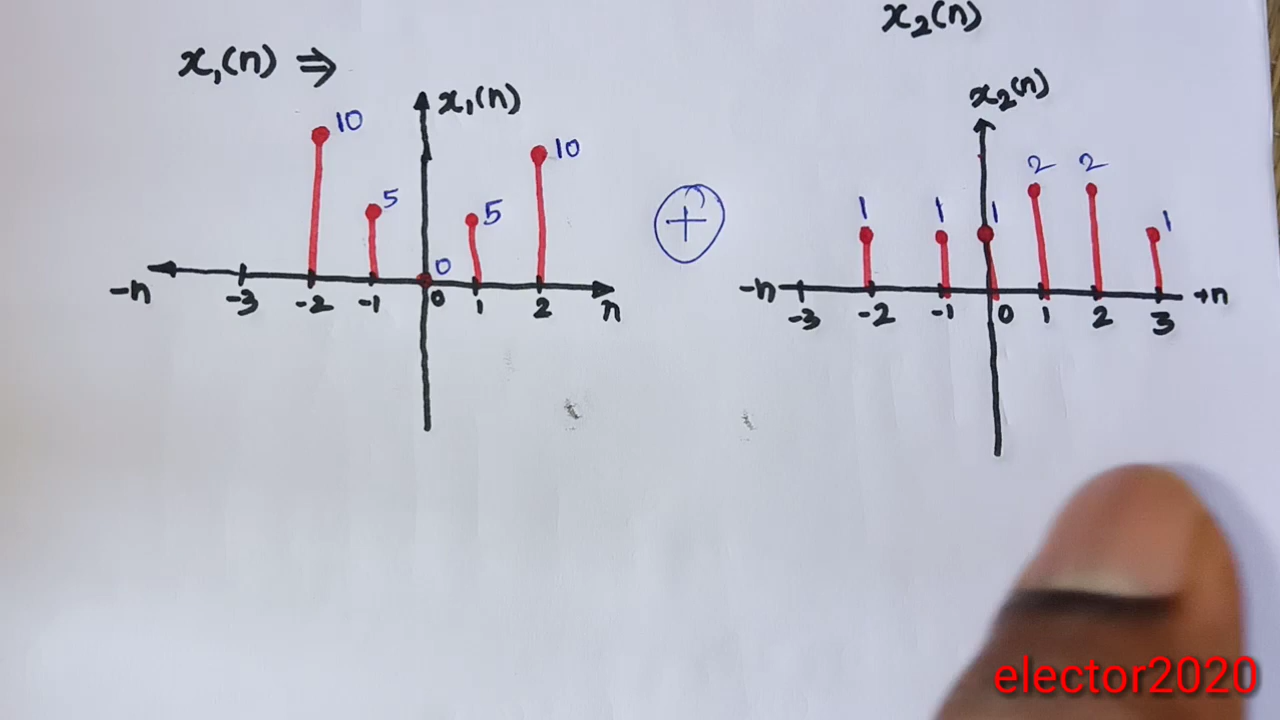 x₂(n)
x₁(n) ⇒
x₁(n)
10
5
0
5
10
-n -3 -2 -1 0 1 2 n
+
x₂(n)
1 1 1 2 2 1
-n -3 -2 -1 0 1 2 3 +n
elector2020